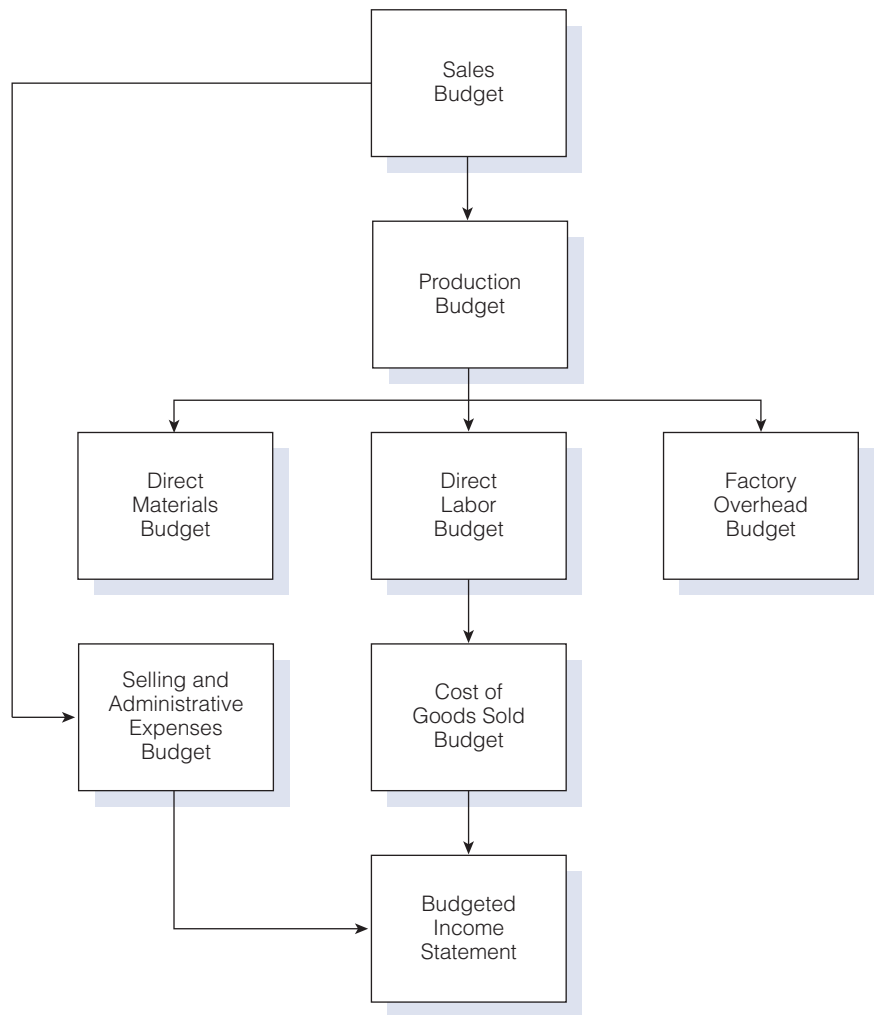 Sales
Budget
Production
Budget
Direct
Materials
Budget
Direct
Labor
Budget
Factory
Overhead
Budget
Selling and
Administrative
Expenses
Budget
Cost of
Goods Sold
Budget
Budgeted
Income
Statement